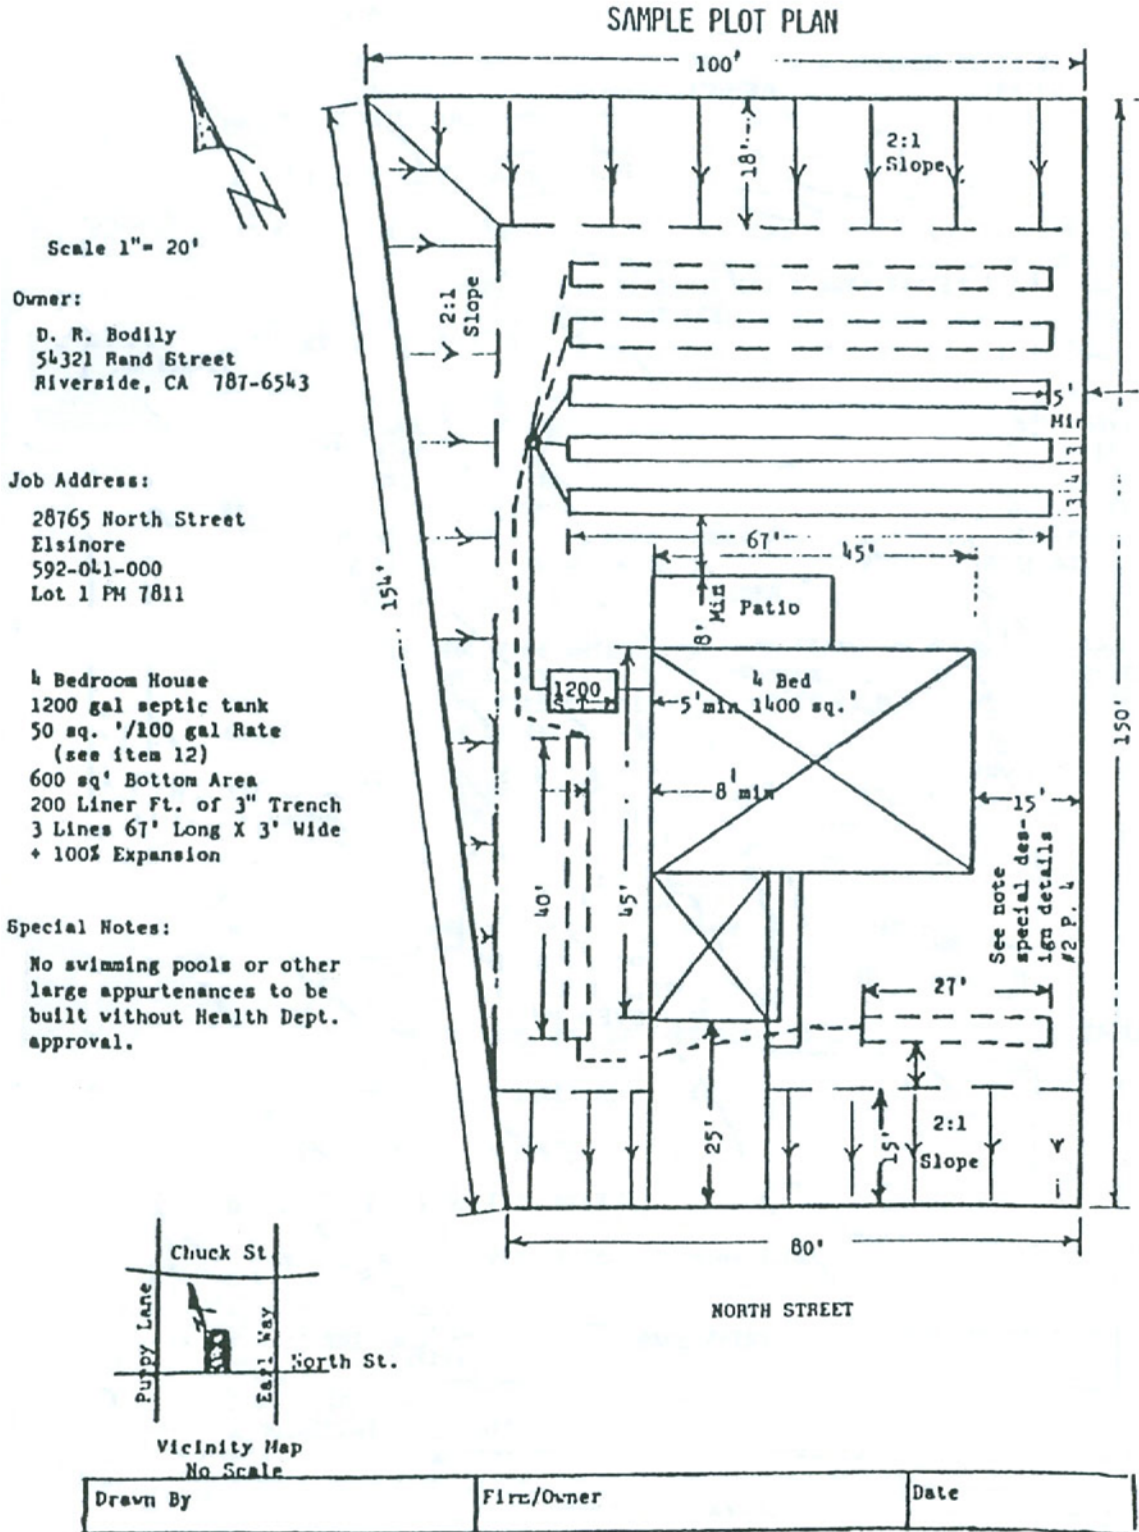 SAMPLE PLOT PLAN
100'
18'
2:1
Slope
Scale 1"= 20'
2:1
Slope
Owner:
D. R. Bodily
54321 Rand Street
Riverside, CA 787-6543
5'
Min
3
4
3
Job Address:
28765 North Street
Elsinore
592-041-000
Lot 1 PM 7811
67'
45'
154'
8'
Min
Patio
4 Bedroom House
1200 gal septic tank
50 sq. '/100 gal Rate
(see item 12)
600 sq' Bottom Area
200 Liner Ft. of 3" Trench
3 Lines 67' Long X 3' Wide
+ 100% Expansion
1200
4 Bed
5'min 1400 sq.'
150'
8' min
15'
40'
45'
See note
special des-
ign details
#2 P. 4
Special Notes:
No swimming pools or other
large appurtenances to be
built without Health Dept.
approval.
27'
25'
15'
2:1
Slope
80'
NORTH STREET
Chuck St
Puppy Lane
Earl Way
North St.
Vicinity Map
No Scale
Drawn By
Firm/Owner
Date